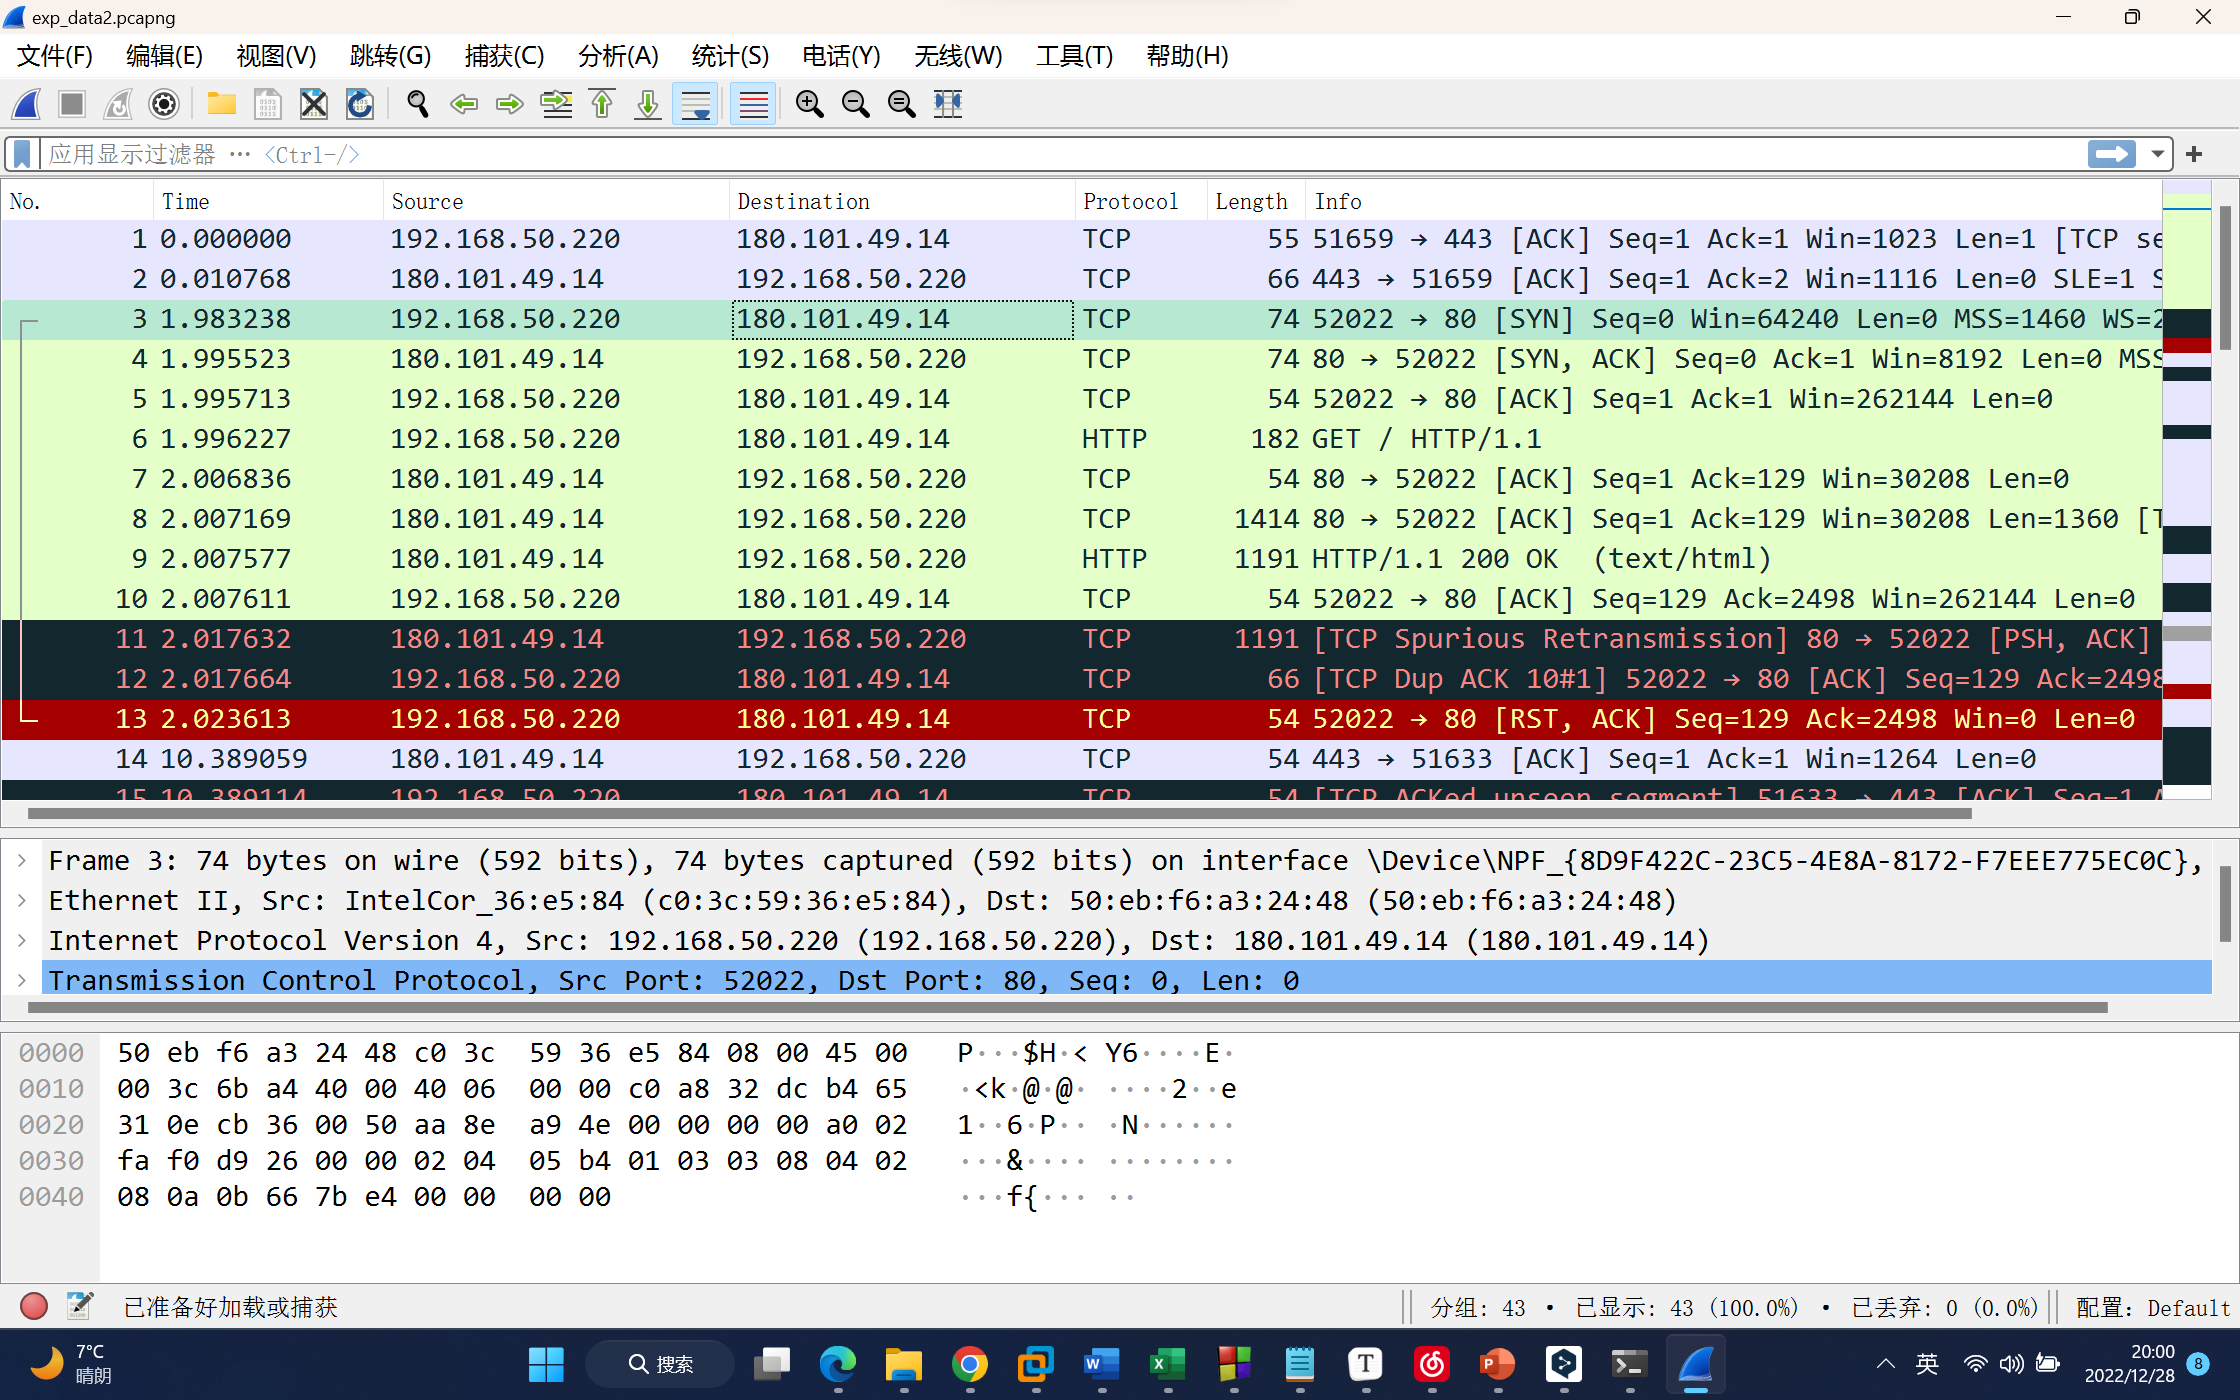 exp_data2.pcapng
文件(F) 编辑(E) 视图(V) 跳转(G) 捕获(C) 分析(A) 统计(S) 电话(Y) 无线(W) 工具(T) 帮助(H)
应用显示过滤器 … <Ctrl-/>
No. Time Source Destination Protocol Length Info
1 0.000000 192.168.50.220 180.101.49.14 TCP 55 51659 → 443 [ACK] Seq=1 Ack=1 Win=1023 Len=1 [TCP se
2 0.010768 180.101.49.14 192.168.50.220 TCP 66 443 → 51659 [ACK] Seq=1 Ack=2 Win=1116 Len=0 SLE=1 S
3 1.983238 192.168.50.220 180.101.49.14 TCP 74 52022 → 80 [SYN] Seq=0 Win=64240 Len=0 MSS=1460 WS=2
4 1.995523 180.101.49.14 192.168.50.220 TCP 74 80 → 52022 [SYN, ACK] Seq=0 Ack=1 Win=8192 Len=0 MSS
5 1.995713 192.168.50.220 180.101.49.14 TCP 54 52022 → 80 [ACK] Seq=1 Ack=1 Win=262144 Len=0
6 1.996227 192.168.50.220 180.101.49.14 HTTP 182 GET / HTTP/1.1
7 2.006836 180.101.49.14 192.168.50.220 TCP 54 80 → 52022 [ACK] Seq=1 Ack=129 Win=30208 Len=0
8 2.007169 180.101.49.14 192.168.50.220 TCP 1414 80 → 52022 [ACK] Seq=1 Ack=129 Win=30208 Len=1360 [T
9 2.007577 180.101.49.14 192.168.50.220 HTTP 1191 HTTP/1.1 200 OK (text/html)
10 2.007611 192.168.50.220 180.101.49.14 TCP 54 52022 → 80 [ACK] Seq=129 Ack=2498 Win=262144 Len=0
11 2.017632 180.101.49.14 192.168.50.220 TCP 1191 [TCP Spurious Retransmission] 80 → 52022 [PSH, ACK]
12 2.017664 192.168.50.220 180.101.49.14 TCP 66 [TCP Dup ACK 10#1] 52022 → 80 [ACK] Seq=129 Ack=2498
13 2.023613 192.168.50.220 180.101.49.14 TCP 54 52022 → 80 [RST, ACK] Seq=129 Ack=2498 Win=0 Len=0
14 10.389059 180.101.49.14 192.168.50.220 TCP 54 443 → 51633 [ACK] Seq=1 Ack=1 Win=1264 Len=0
15 10.389114 192.168.50.220 180.101.49.14 TCP 54 [TCP ACKed unseen segment] 51633 → 443 [ACK] Seq=1 A
Frame 3: 74 bytes on wire (592 bits), 74 bytes captured (592 bits) on interface \Device\NPF_{8D9F422C-23C5-4E8A-8172-F7EEE775EC0C},
Ethernet II, Src: IntelCor_36:e5:84 (c0:3c:59:36:e5:84), Dst: 50:eb:f6:a3:24:48 (50:eb:f6:a3:24:48)
Internet Protocol Version 4, Src: 192.168.50.220 (192.168.50.220), Dst: 180.101.49.14 (180.101.49.14)
Transmission Control Protocol, Src Port: 52022, Dst Port: 80, Seq: 0, Len: 0
0000 50 eb f6 a3 24 48 c0 3c 59 36 e5 84 08 00 45 00 P···$H·< Y6····E·
0010 00 3c 6b a4 40 00 40 06 00 00 c0 a8 32 dc b4 65 ·<k·@·@· ····2··e
0020 31 0e cb 36 00 50 aa 8e a9 4e 00 00 00 00 a0 02 1··6·P·· ·N······
0030 fa f0 d9 26 00 00 02 04 05 b4 01 03 03 08 04 02 ···&···· ········
0040 08 0a 0b 66 7b e4 00 00 00 00 ···f{··· ··
已准备好加载或捕获 分组: 43 · 已显示: 43 (100.0%) · 已丢弃: 0 (0.0%) 配置: Default
7°C
晴朗
搜索
英
20:00
2022/12/28
8